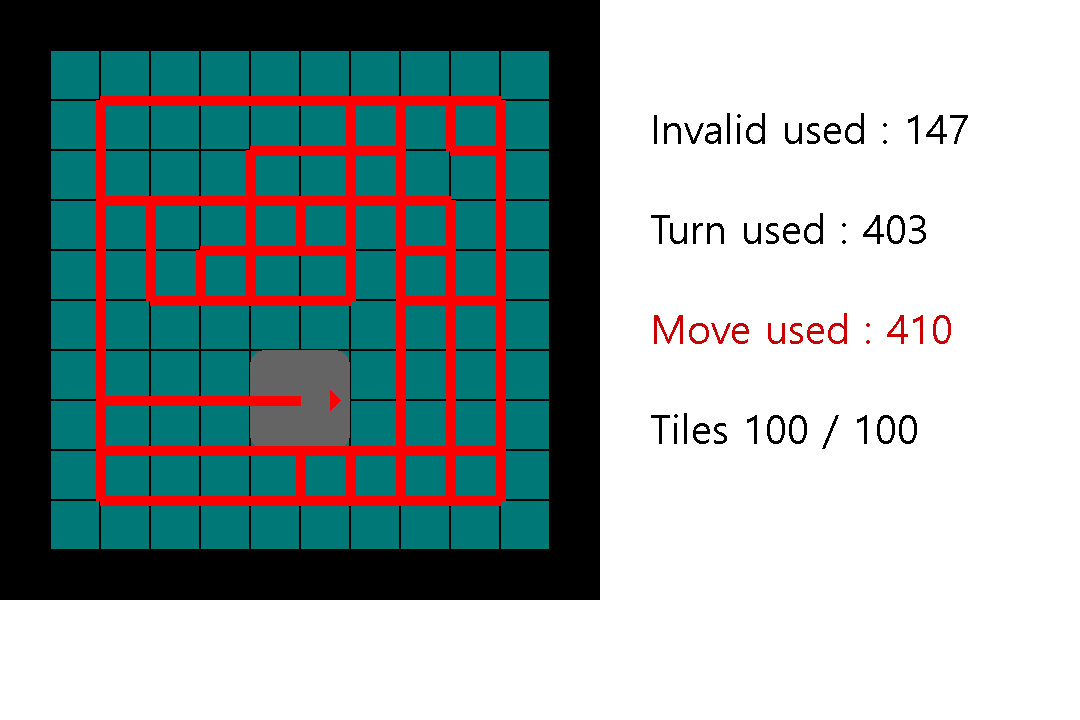 Invalid used : 147
Turn used : 403
Move used : 410
Tiles 100 / 100